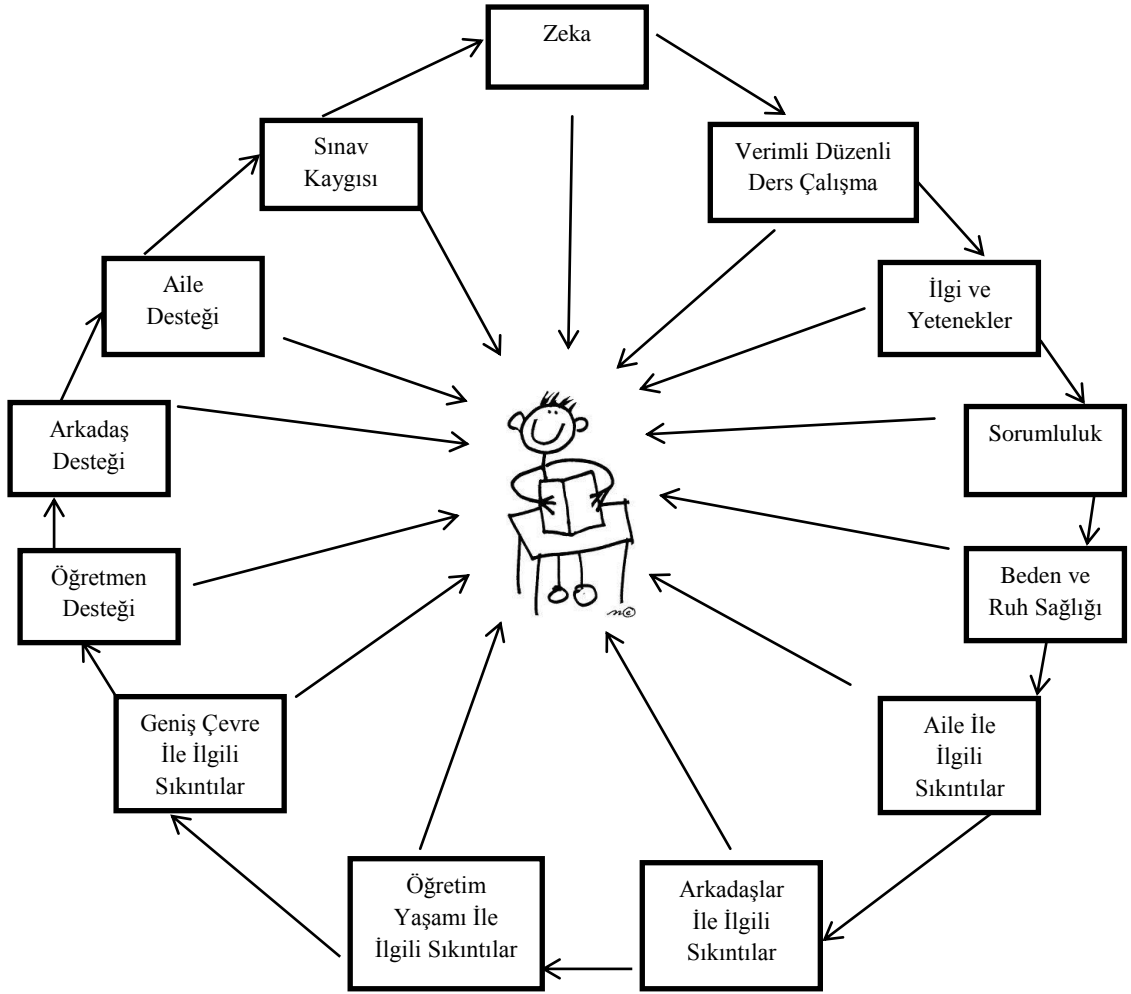 Zeka
Verimli Düzenli
Ders Çalışma
İlgi ve
Yetenekler
Sorumluluk
Beden ve
Ruh Sağlığı
Aile İle
İlgili
Sıkıntılar
Arkadaşlar
İle İlgili
Sıkıntılar
Öğretim
Yaşamı İle
İlgili Sıkıntılar
Geniş Çevre
İle İlgili
Sıkıntılar
Öğretmen
Desteği
Arkadaş
Desteği
Aile
Desteği
Sınav
Kaygısı